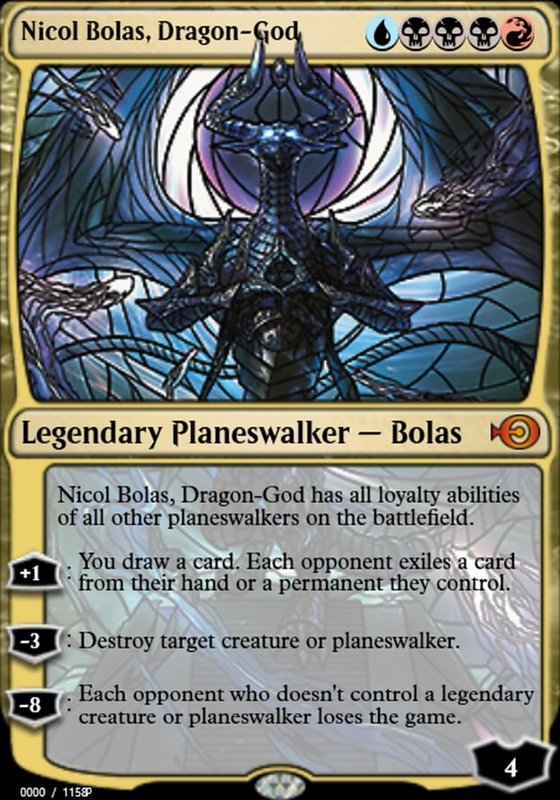 Nicol Bolas, Dragon-God
Legendary Planeswalker — Bolas
Nicol Bolas, Dragon-God has all loyalty abilities
of all other planeswalkers on the battlefield.
+1 : You draw a card. Each opponent exiles a card
from their hand or a permanent they control.
-3 : Destroy target creature or planeswalker.
-8 : Each opponent who doesn't control a legendary
creature or planeswalker loses the game.
4
0000 / 1158P